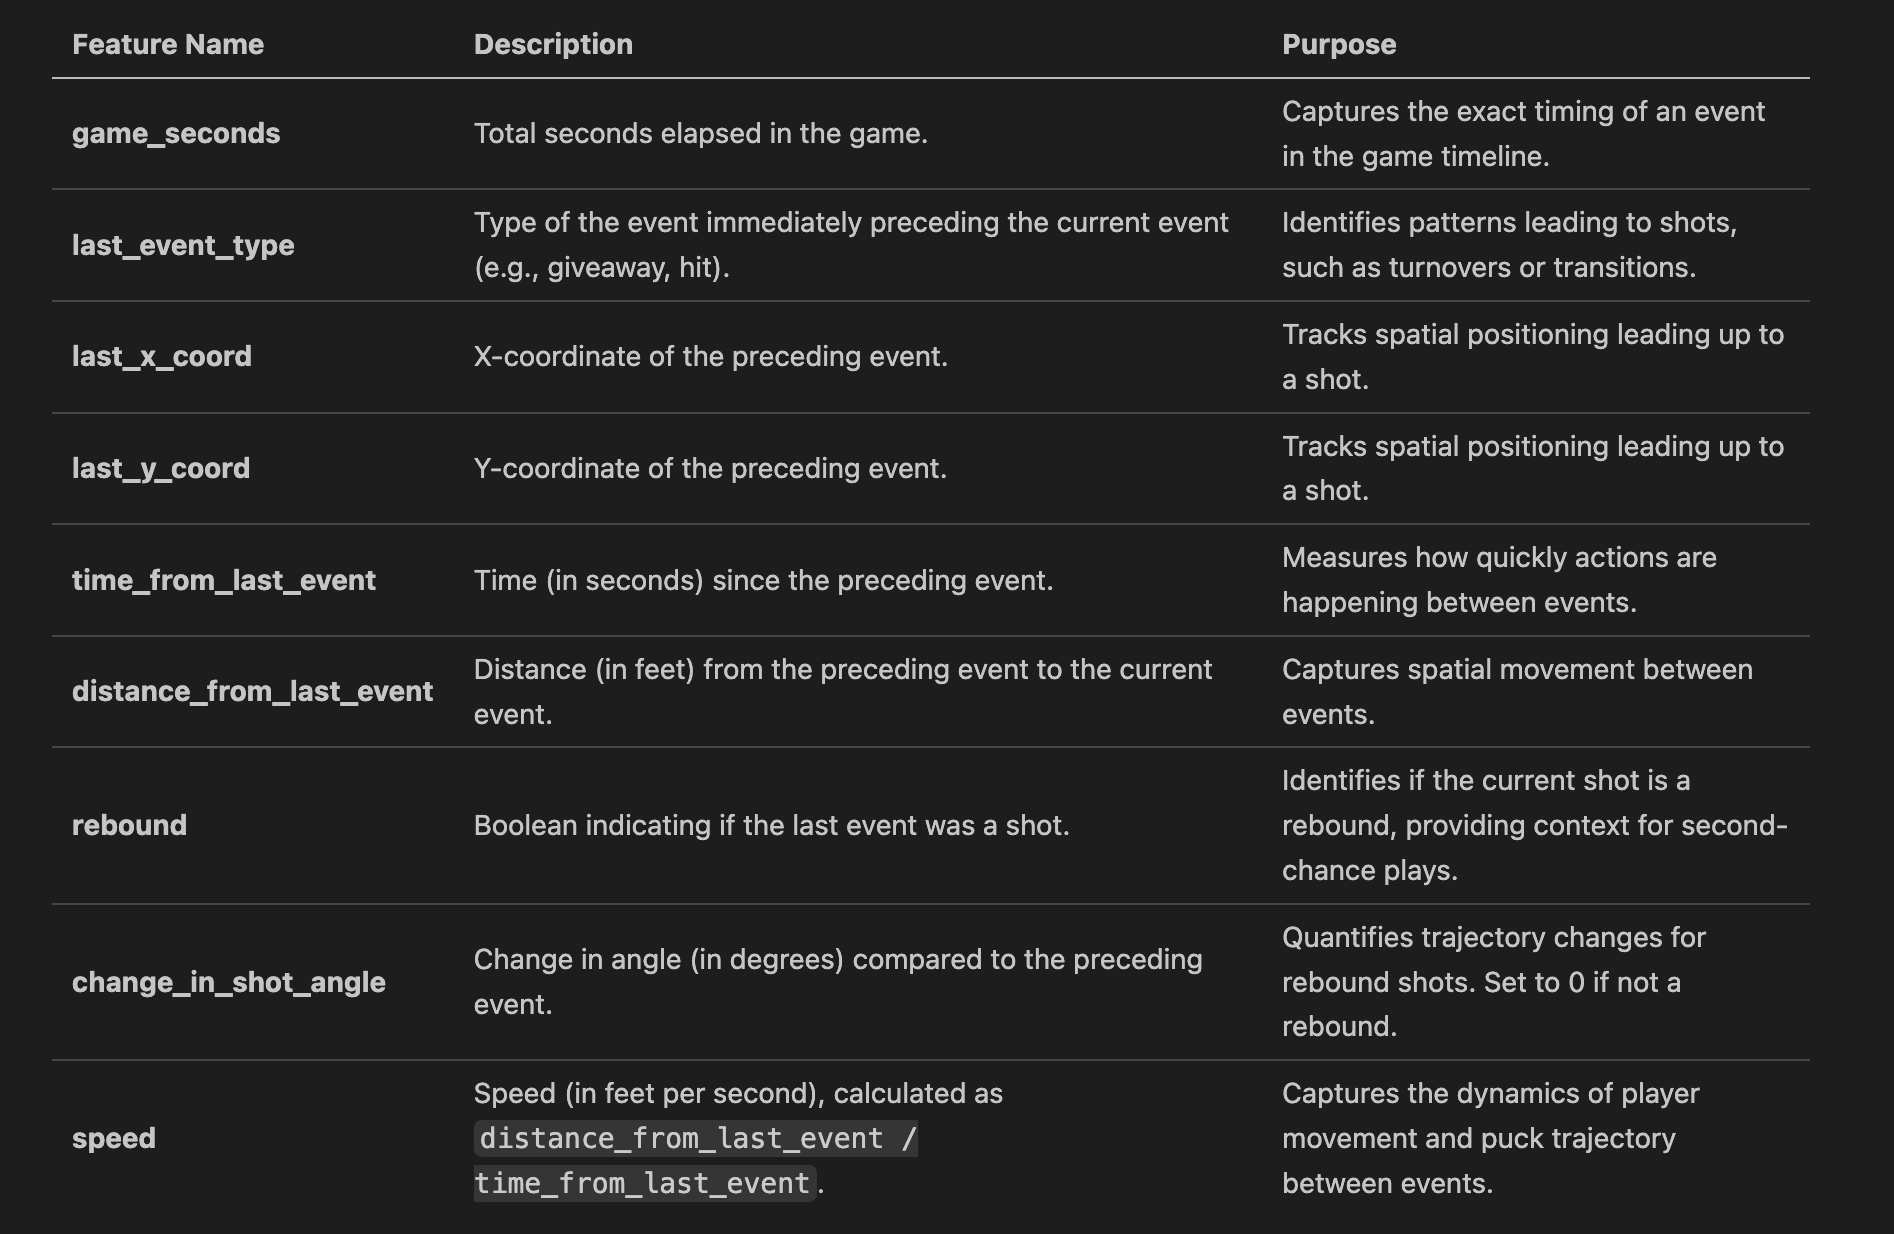 Feature Name Description Purpose
game_seconds Total seconds elapsed in the game. Captures the exact timing of an event
in the game timeline.
last_event_type Type of the event immediately preceding the current event
(e.g., giveaway, hit). Identifies patterns leading to shots,
such as turnovers or transitions.
last_x_coord X-coordinate of the preceding event. Tracks spatial positioning leading up to
a shot.
last_y_coord Y-coordinate of the preceding event. Tracks spatial positioning leading up to
a shot.
time_from_last_event Time (in seconds) since the preceding event. Measures how quickly actions are
happening between events.
distance_from_last_event Distance (in feet) from the preceding event to the current
event. Captures spatial movement between
events.
rebound Boolean indicating if the last event was a shot. Identifies if the current shot is a
rebound, providing context for second-
chance plays.
change_in_shot_angle Change in angle (in degrees) compared to the preceding
event. Quantifies trajectory changes for
rebound shots. Set to 0 if not a
rebound.
speed Speed (in feet per second), calculated as
distance_from_last_event /
time_from_last_event. Captures the dynamics of player
movement and puck trajectory
between events.